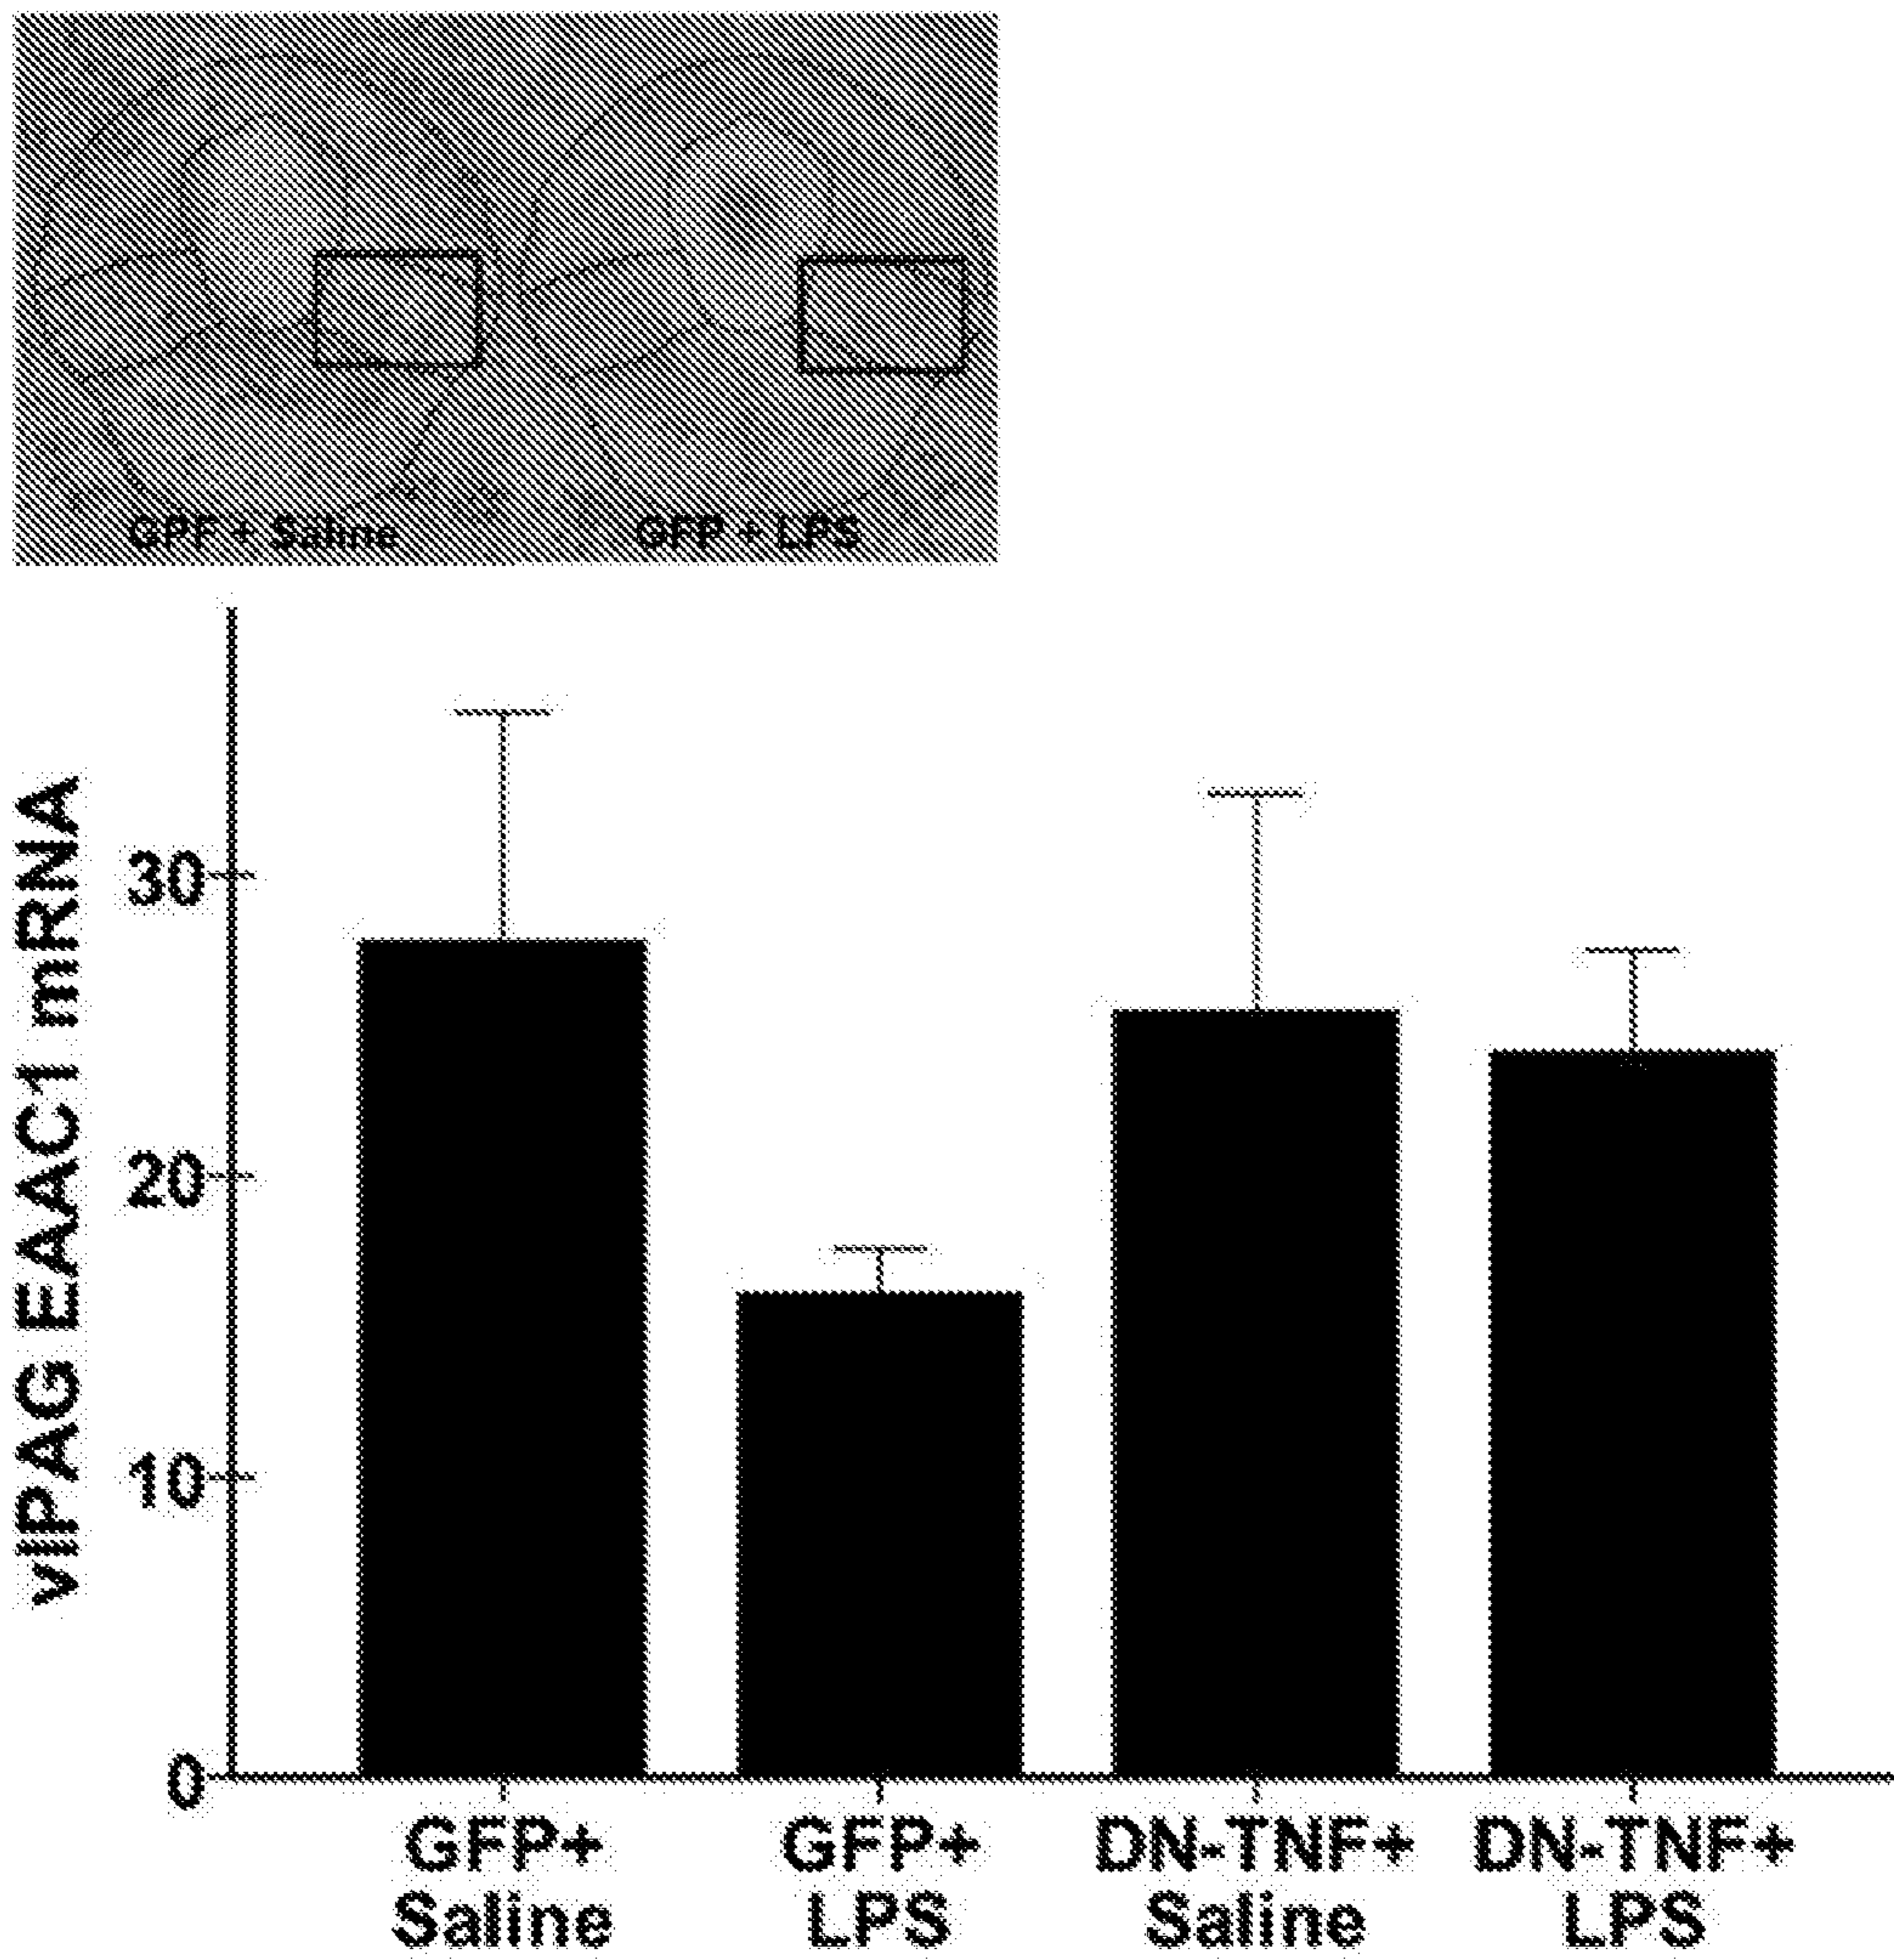 GPF + Saline
GFP + LPS
vlPAG EAAC1 mRNA
30
20
10
0
GFP+
Saline
GFP+
LPS
DN-TNF+
Saline
DN-TNF+
LPS